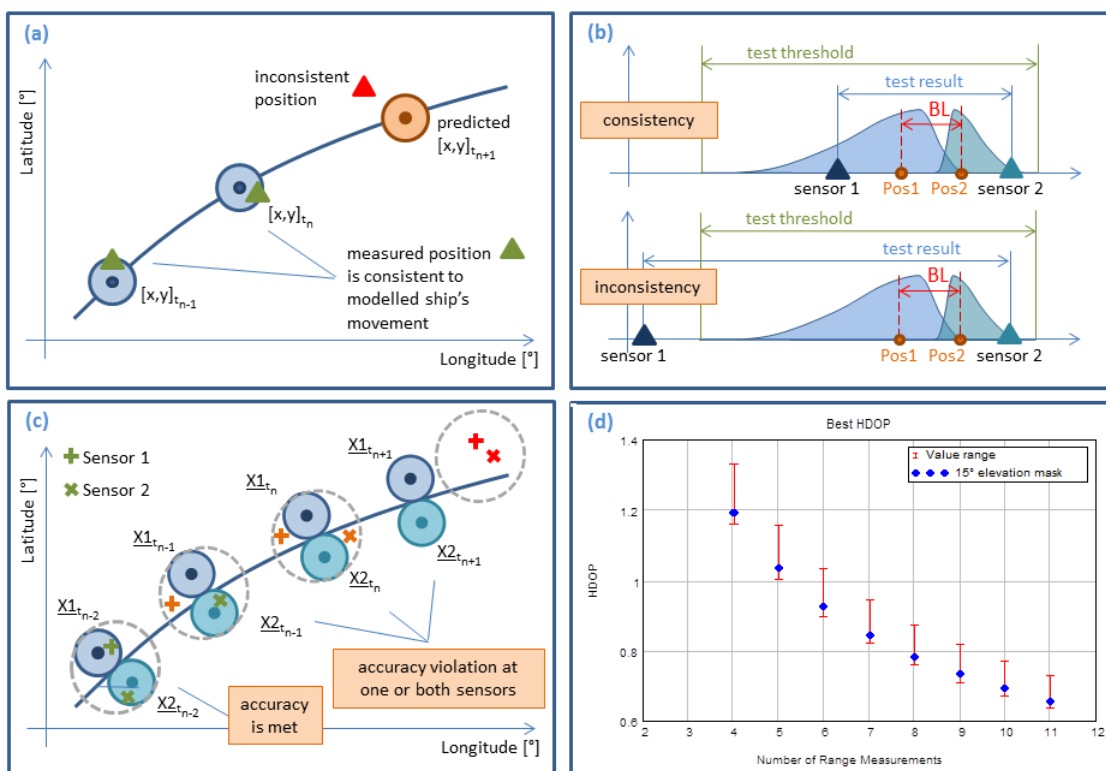 (a)
Latitude [°]
inconsistent
position
predicted
[x,y]tn+1
[x,y]tn
[x,y]tn-1
measured position
is consistent to
modelled ship's
movement
Longitude [°]
(b)
test threshold
test result
consistency
BL
sensor 1
Pos1
Pos2
sensor 2
test threshold
test result
inconsistency
BL
sensor 1
Pos1
Pos2
sensor 2
(c)
Sensor 1
Sensor 2
Latitude [°]
X1tn+1
X1tn
X1tn-1
X1tn-2
X2tn+1
X2tn
X2tn-1
X2tn-2
accuracy violation at
one or both sensors
accuracy
is met
Longitude [°]
(d)
Best HDOP
Value range
15° elevation mask
HDOP
1.4
1.2
1
0.8
0.6
2 3 4 5 6 7 8 9 10 11 12
Number of Range Measurements